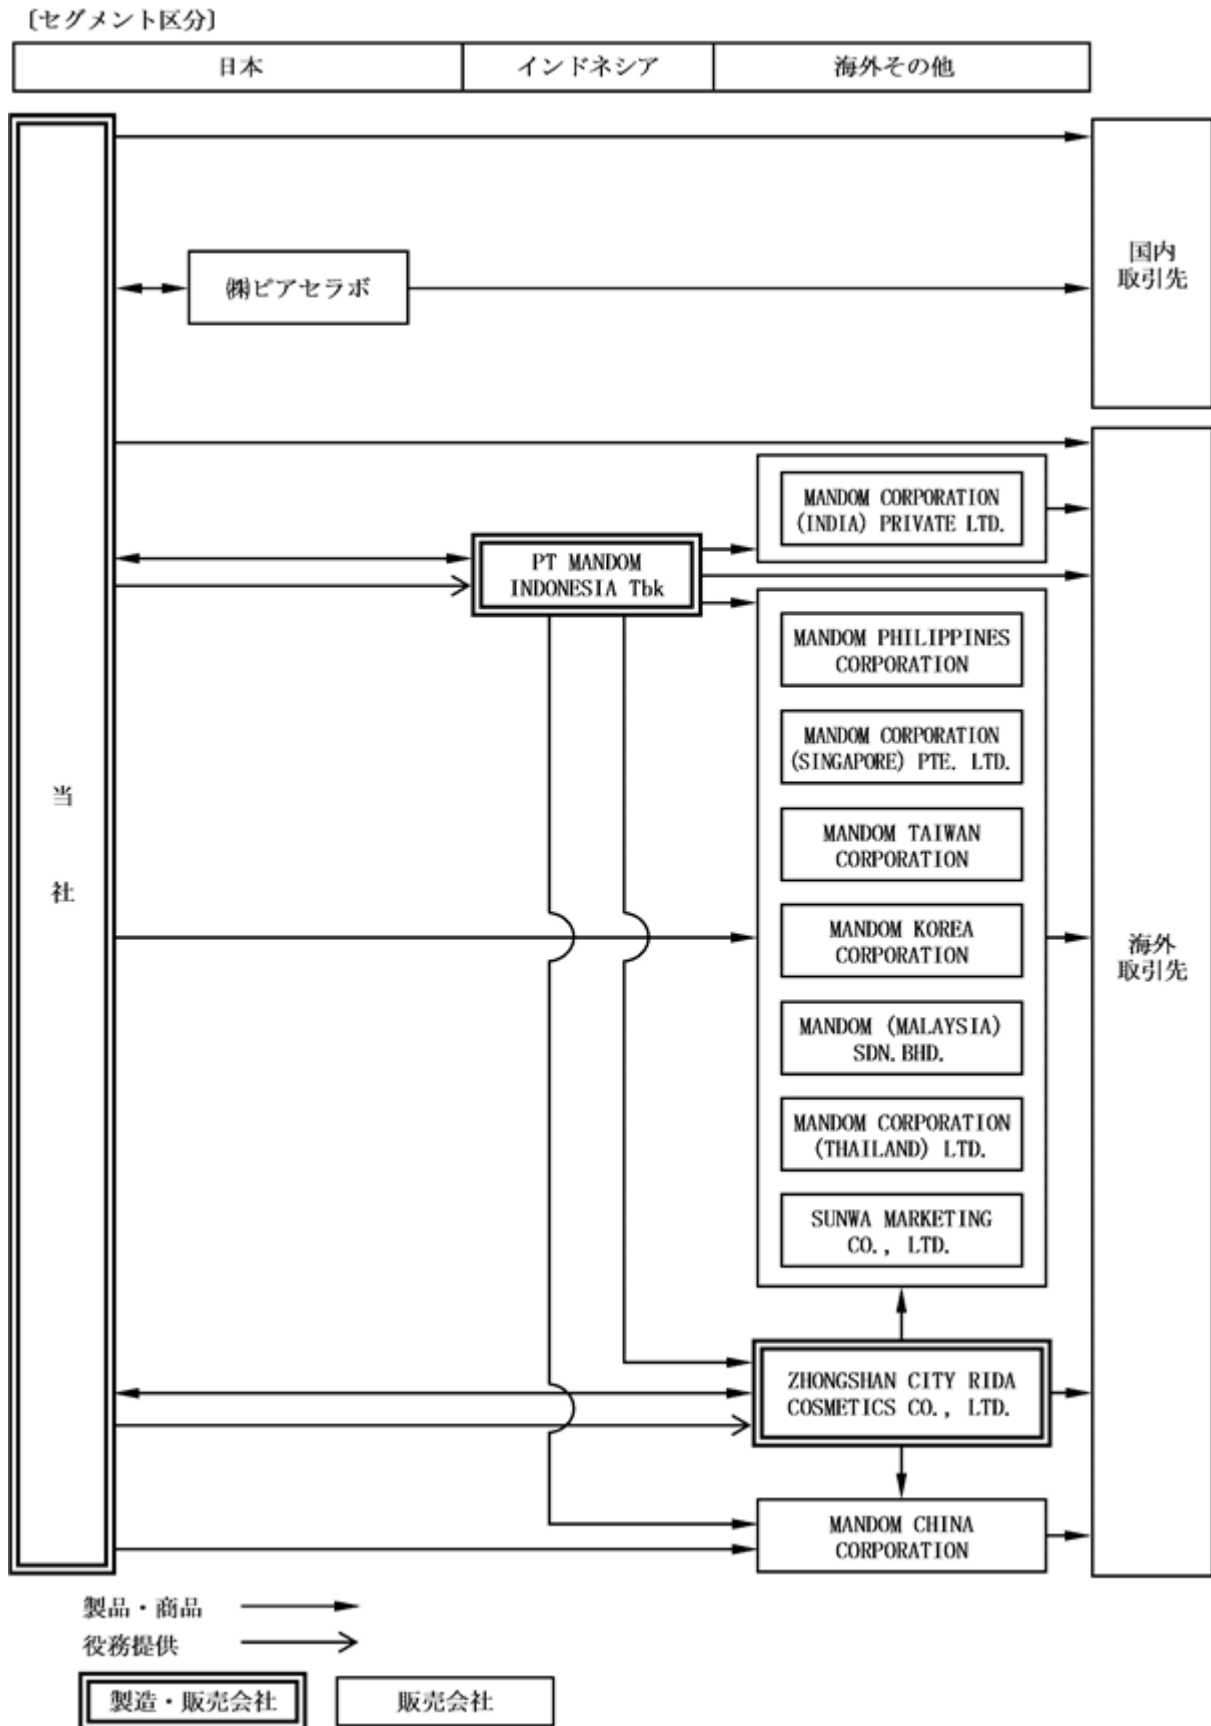 〔セグメント区分〕
日本
インドネシア
海外その他
国内
取引先
㈱ピアセラボ
MANDOM CORPORATION
(INDIA) PRIVATE LTD.
PT MANDOM
INDONESIA Tbk
MANDOM PHILIPPINES
CORPORATION
MANDOM CORPORATION
(SINGAPORE) PTE. LTD.
当
社
MANDOM TAIWAN
CORPORATION
MANDOM KOREA
CORPORATION
海外
取引先
MANDOM (MALAYSIA)
SDN.BHD.
MANDOM CORPORATION
(THAILAND) LTD.
SUNWA MARKETING
CO., LTD.
ZHONGSHAN CITY RIDA
COSMETICS CO., LTD.
MANDOM CHINA
CORPORATION
製品・商品
役務提供
製造・販売会社
販売会社